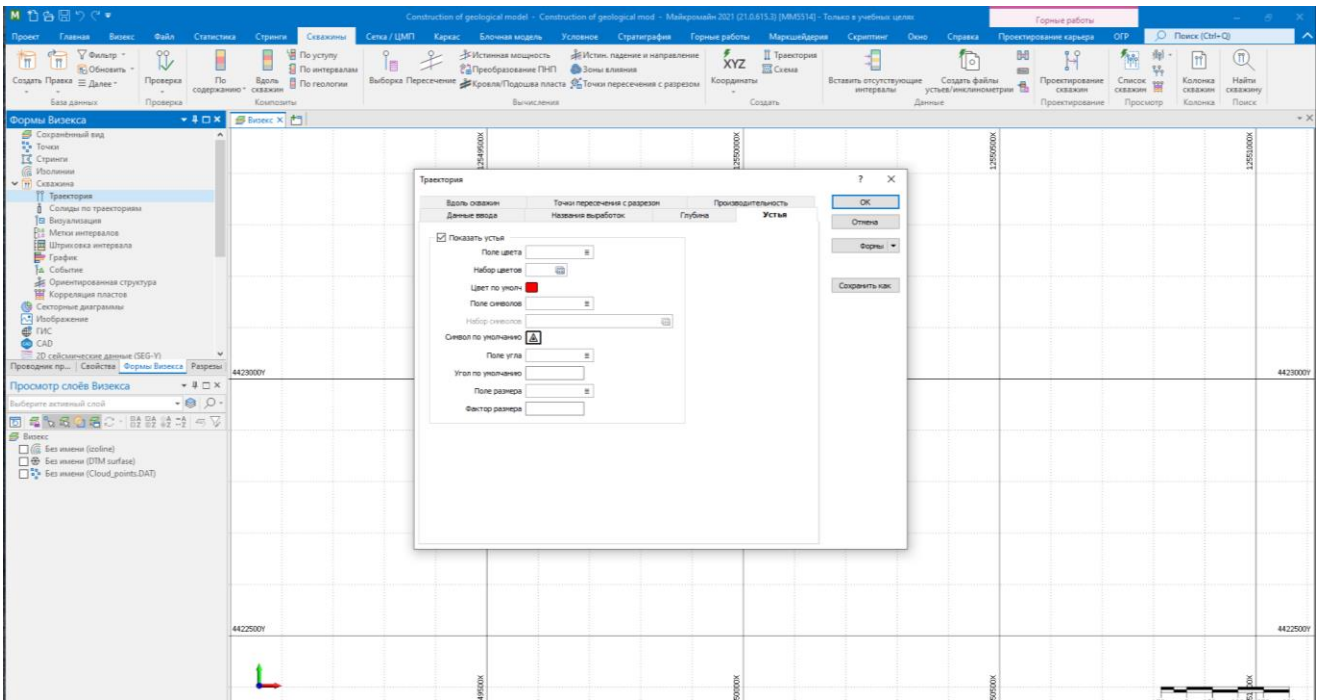 Construction of geological model - Construction of geological mod - Майкромайн 2021 (21.0.615.3) [MM5514] - Только в учебных целях
Горные работы
Проект Главная Визекс Файл Статистика Стринги Скважины Сетка / ЦМП Каркас Блочная модель Условное Стратиграфия Горные работы Маркшейдерия Скриптинг Окно Справка Проектирование карьера ОГР Поиск (Ctrl+Q)
Создать Правка Фильтр Обновить Далее
База данных
Проверка
Проверка
По содержанию Вдоль скважин По уступу По интервалам По геологии
Композиты
Выборка Пересечение Истинная мощность Преобразование ПНП Кровля/Подошва пласта Истин. падение и направление Зоны влияния Точки пересечения с разрезом
Вычисления
XYZ
Координаты
Траектория
Схема
Создать
Вставить отсутствующие интервалы
Создать файлы устьев/инклинометрии
Данные
Проектирование скважин
Проектирование
Список скважин
Просмотр
Колонка скважин
Колонка
Найти скважину
Поиск
Формы Визекса
Сохранённый вид
Точки
Стринги
Изолинии
Скважина
Траектория
Солиды по траекториям
Визуализация
Метки интервалов
Штриховка интервала
График
Событие
Ориентированная структура
Корреляция пластов
Секторные диаграммы
Изображение
ГИС
CAD
2D сейсмические данные (SEG-Y)
Проводник пр... Свойства Формы Визекса Разрезы
Просмотр слоёв Визекса
Выберите активный слой
Визекс
Без имени (izoline)
Без имени (DTM surfase)
Без имени (Cloud_points.DAT)
Визекс
12549500X
12550000X
12550500X
12551000X
4423000Y
4423000Y
4422500Y
4422500Y
Траектория
Вдоль скважин Точки пересечения с разрезом Производительность
Данные ввода Названия выработок Глубина Устья
Показать устья
Поле цвета
Набор цветов
Цвет по умолч
Поле символов
Набор символов
Символ по умолчанию
Поле угла
Угол по умолчанию
Поле размера
Фактор размера
OK
Отмена
Формы
Сохранить как